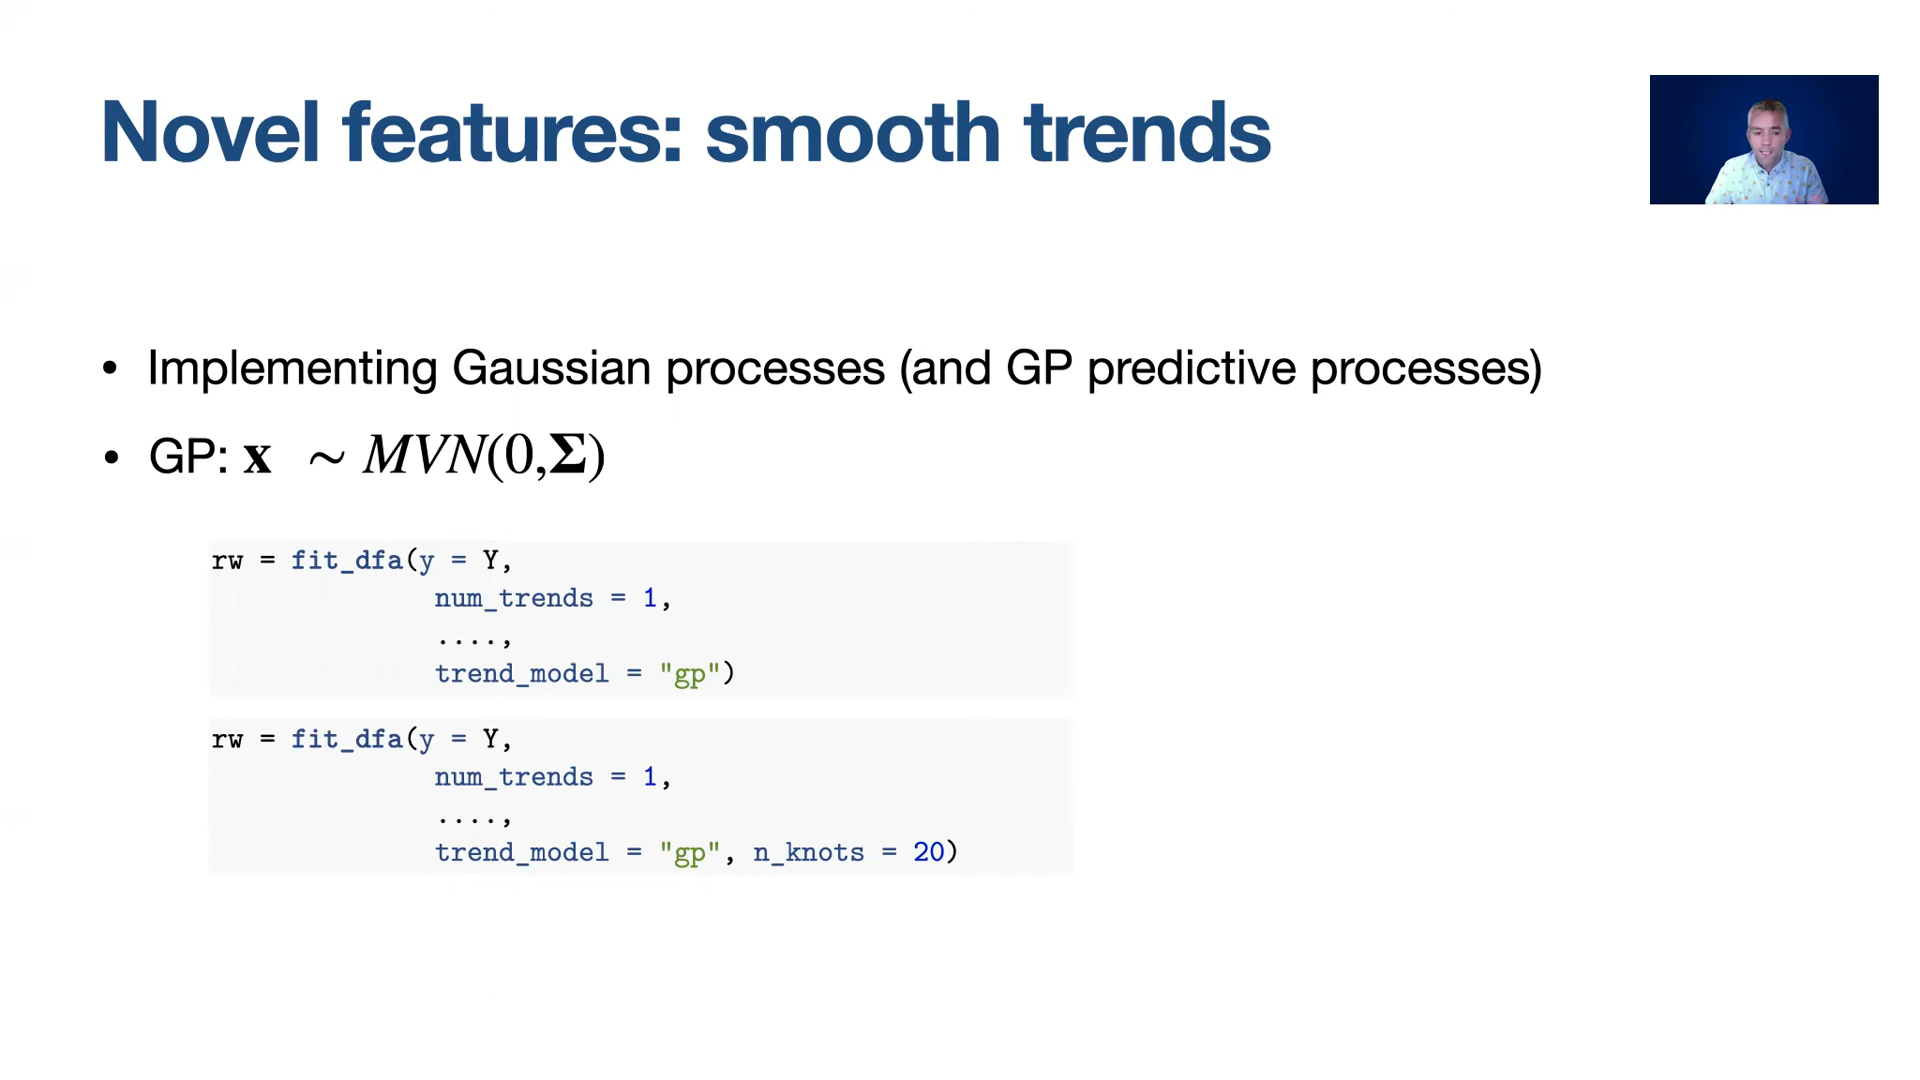 Novel features: smooth trends
• Implementing Gaussian processes (and GP predictive processes)
• GP: x ~ MVN(0,Σ)
rw = fit_dfa(y = Y,
num_trends = 1,
....,
trend_model = "gp")
rw = fit_dfa(y = Y,
num_trends = 1,
....,
trend_model = "gp", n_knots = 20)